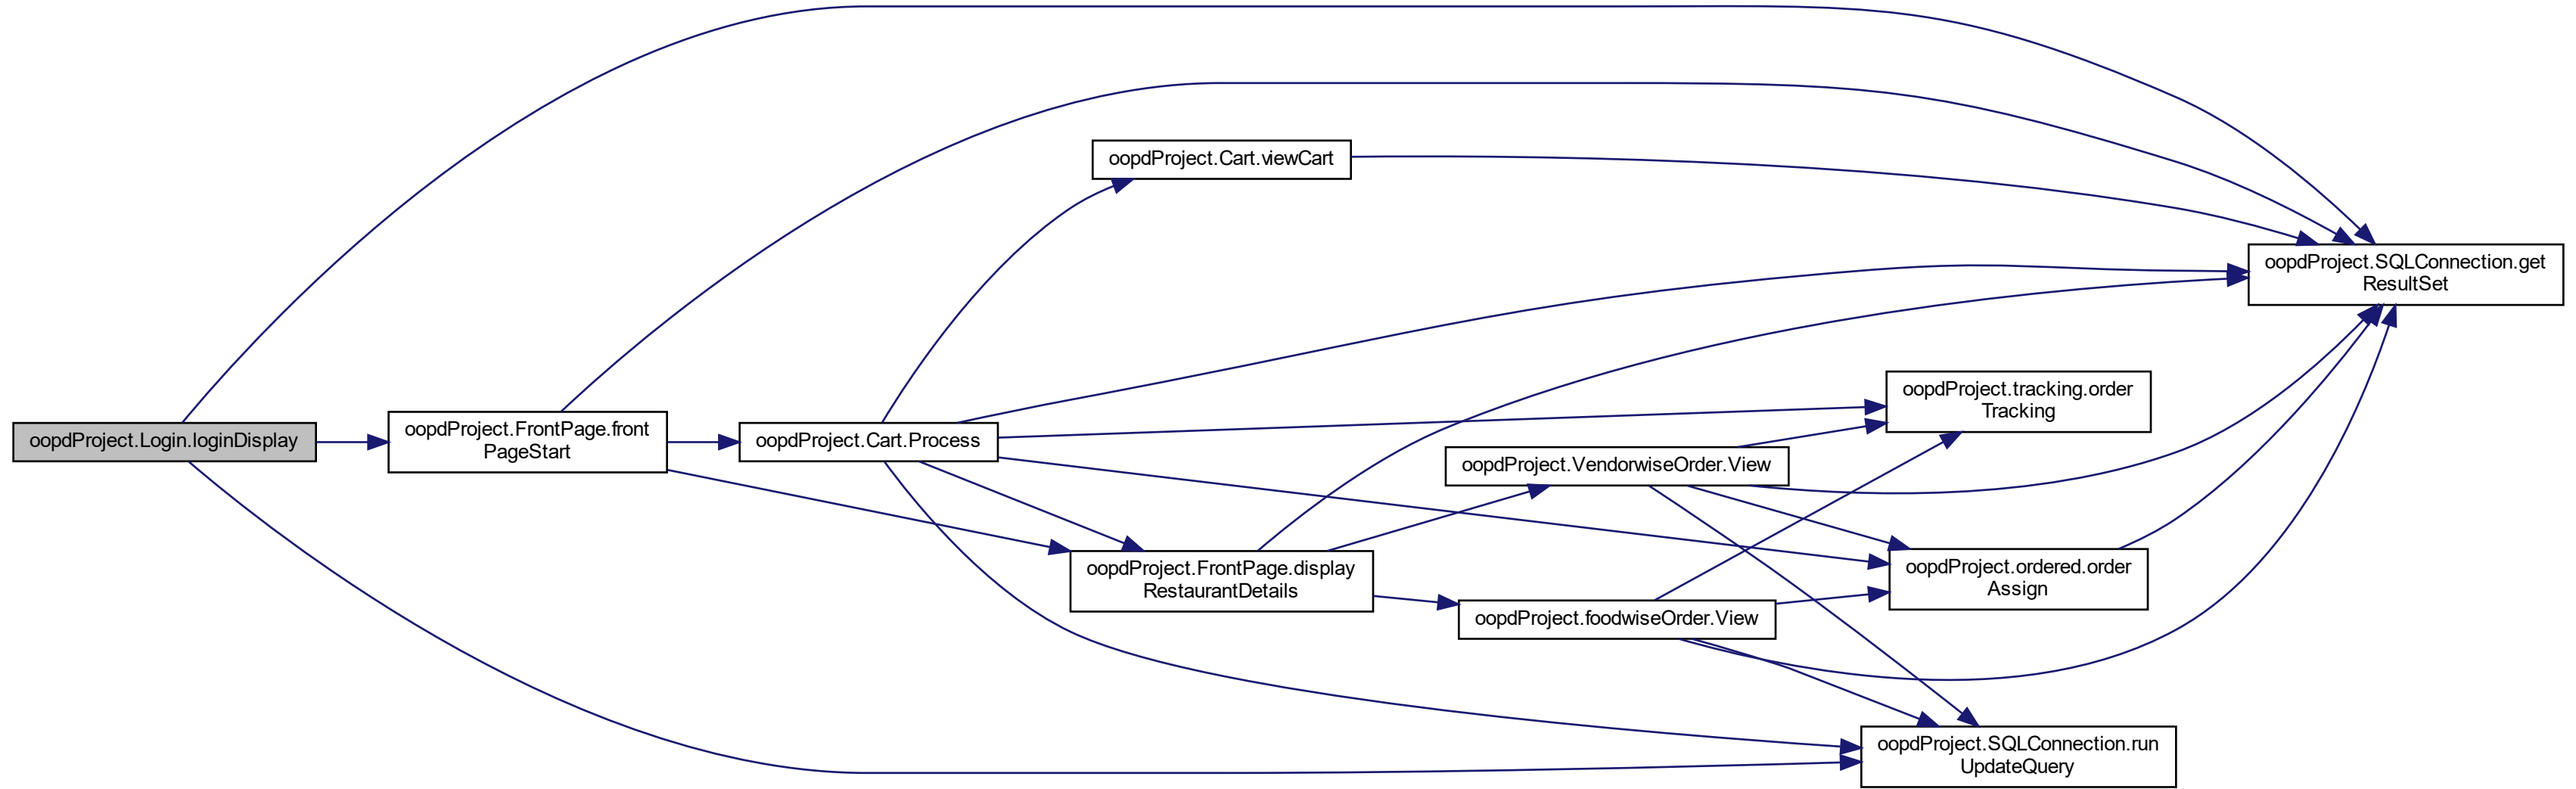 oopdProject.Login.loginDisplay
oopdProject.FrontPage.front
PageStart
oopdProject.Cart.Process
oopdProject.Cart.viewCart
oopdProject.FrontPage.display
RestaurantDetails
oopdProject.VendorwiseOrder.View
oopdProject.foodwiseOrder.View
oopdProject.tracking.order
Tracking
oopdProject.ordered.order
Assign
oopdProject.SQLConnection.run
UpdateQuery
oopdProject.SQLConnection.get
ResultSet